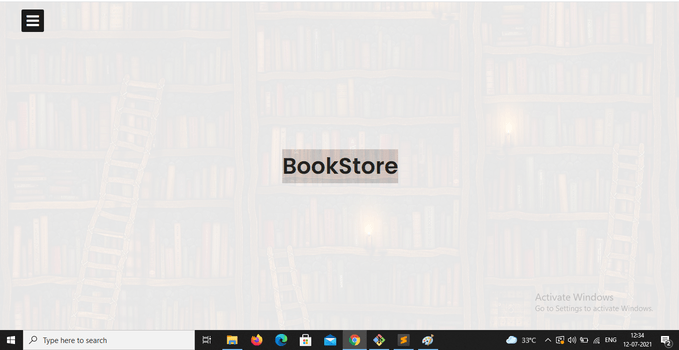 BookStore
Activate Windows
Go to Settings to activate Windows.
Type here to search
33°C
ENG
12:34
12-07-2021
2